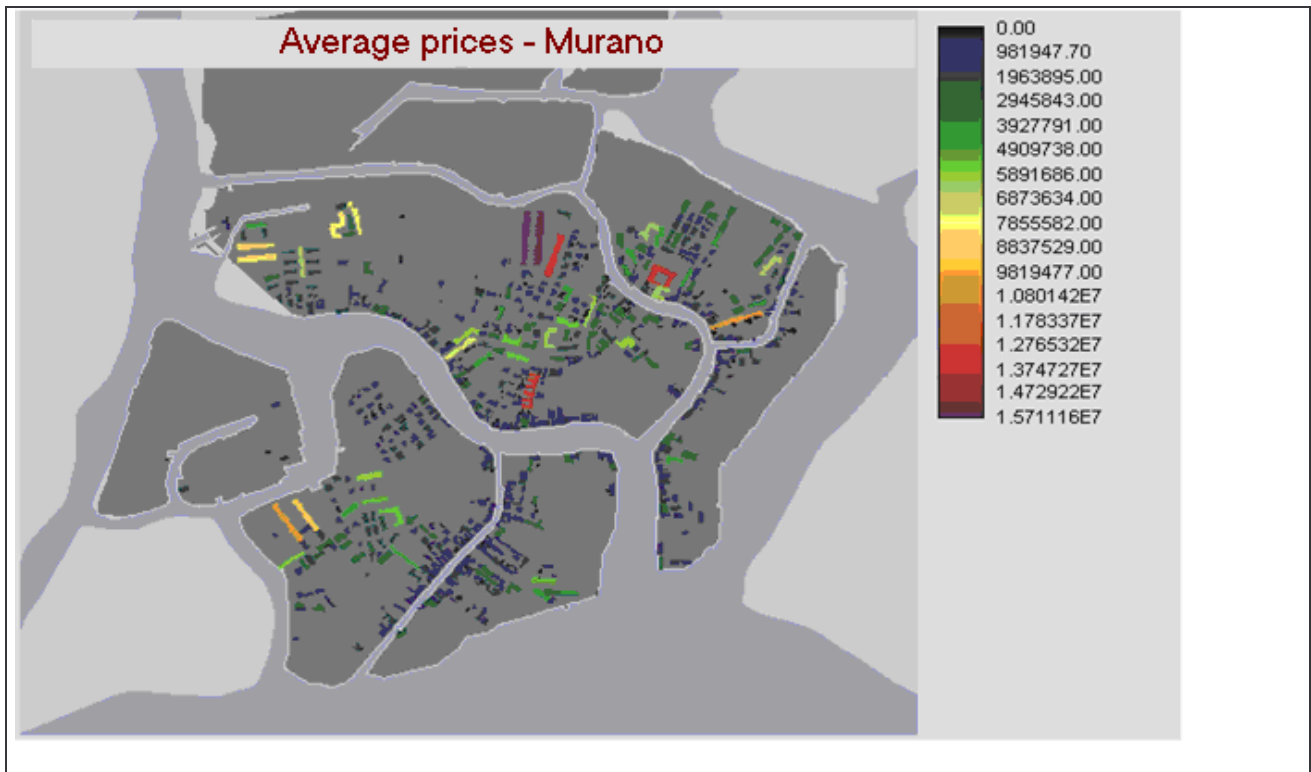 Average prices - Murano
0.00
981947.70
1963895.00
2945843.00
3927791.00
4909738.00
5891686.00
6873634.00
7855582.00
8837529.00
9819477.00
1.080142E7
1.178337E7
1.276532E7
1.374727E7
1.472922E7
1.571116E7